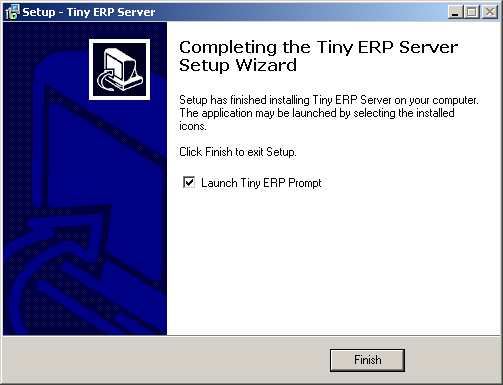 Setup - Tiny ERP Server
Completing the Tiny ERP Server
Setup Wizard
Setup has finished installing Tiny ERP Server on your computer.
The application may be launched by selecting the installed
icons.
Click Finish to exit Setup.
Launch Tiny ERP Prompt
Finish